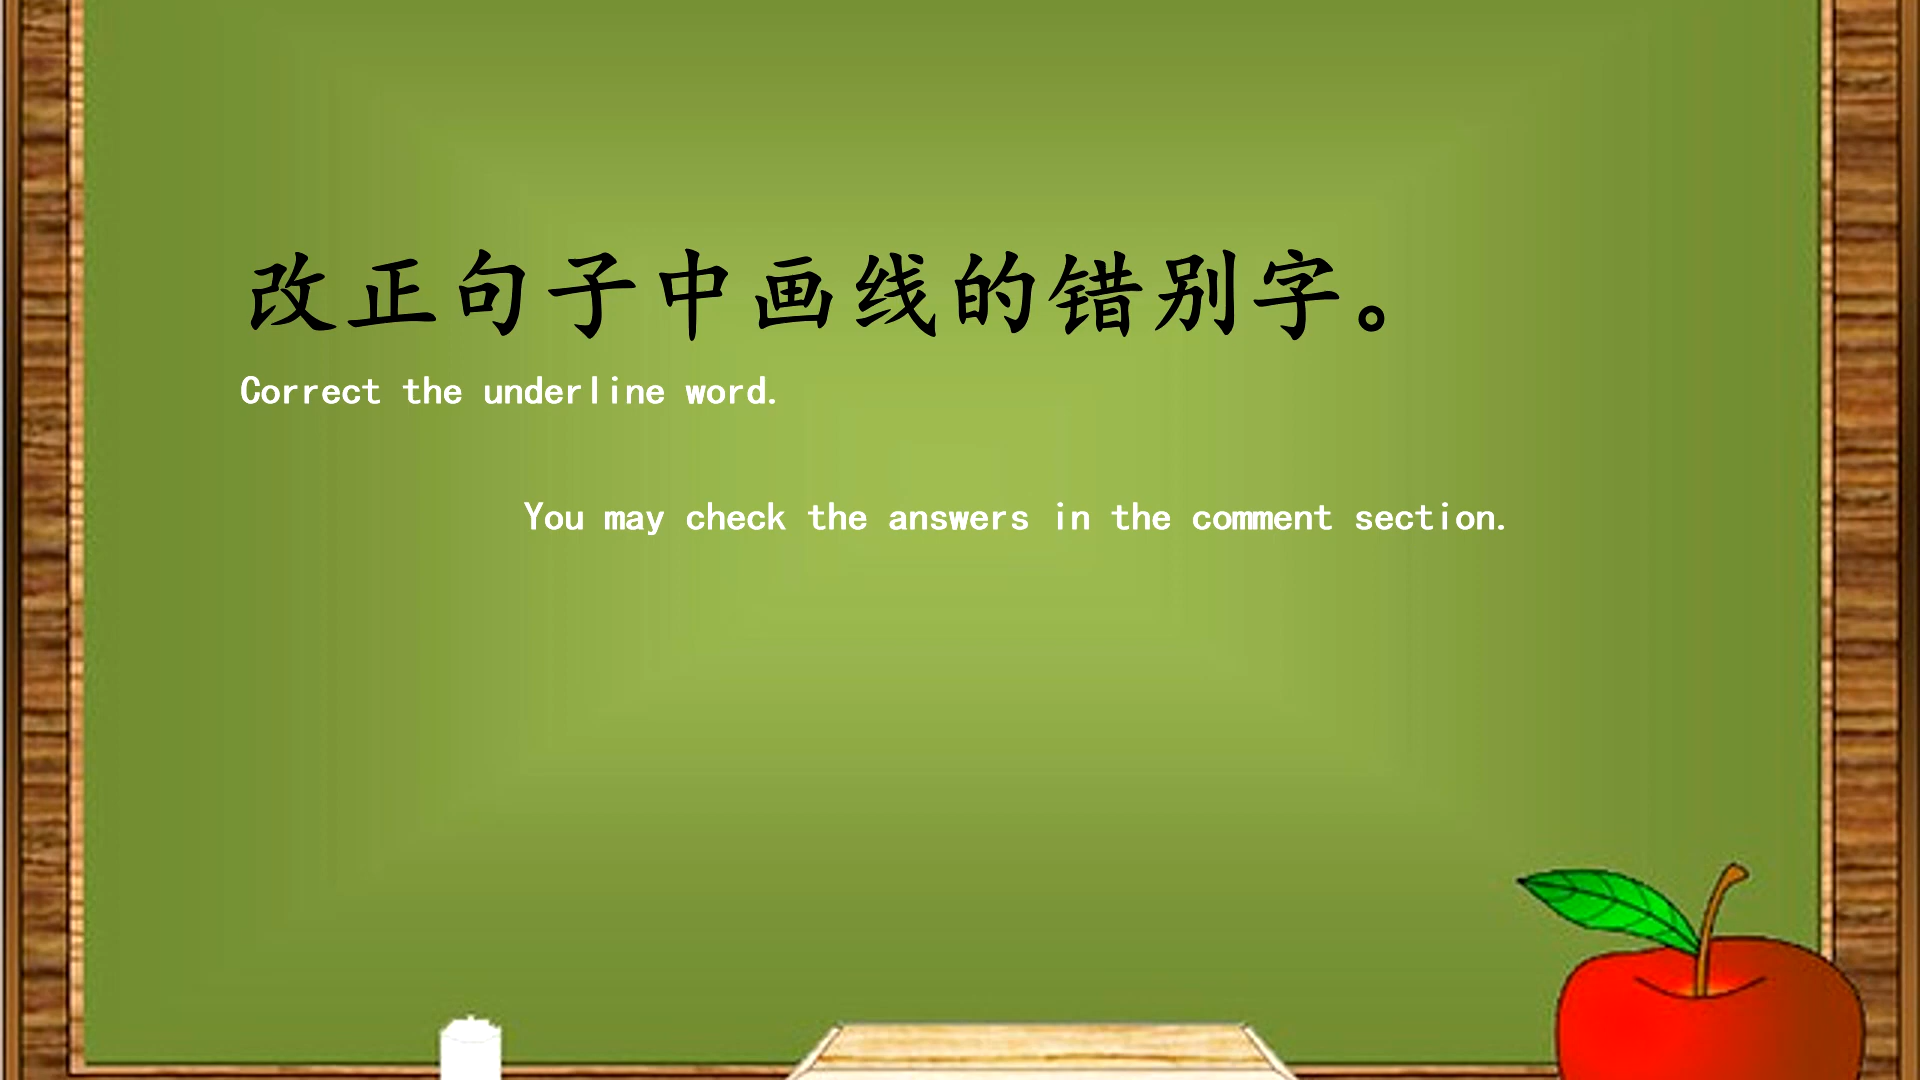 改正句子中画线的错别字。
Correct the underline word.
You may check the answers in the comment section.